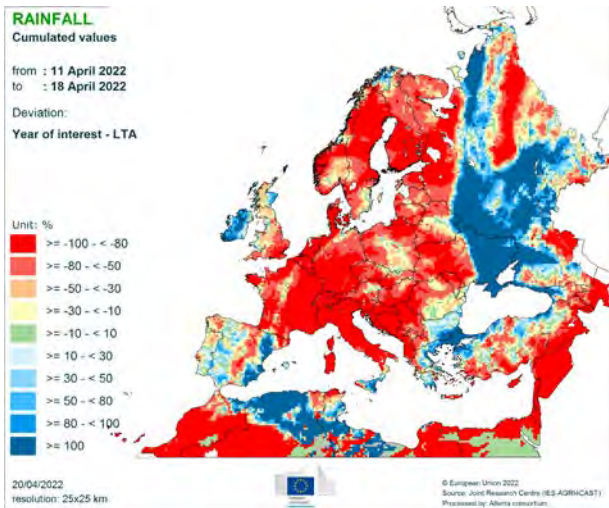 RAINFALL
Cumulated values
from : 11 April 2022
to : 18 April 2022
Deviation:
Year of interest - LTA
Unit: %
>= -100 - < -80
>= -80 - < -50
>= -50 - < -30
>= -30 - < -10
>= -10 - < 10
>= 10 - < 30
>= 30 - < 50
>= 50 - < 80
>= 80 - < 100
>= 100
20/04/2022
resolution: 25x25 km
© European Union 2022
Source: Joint Research Centre (IES-AGRI4CAST)
Processed by: Alterra consortium